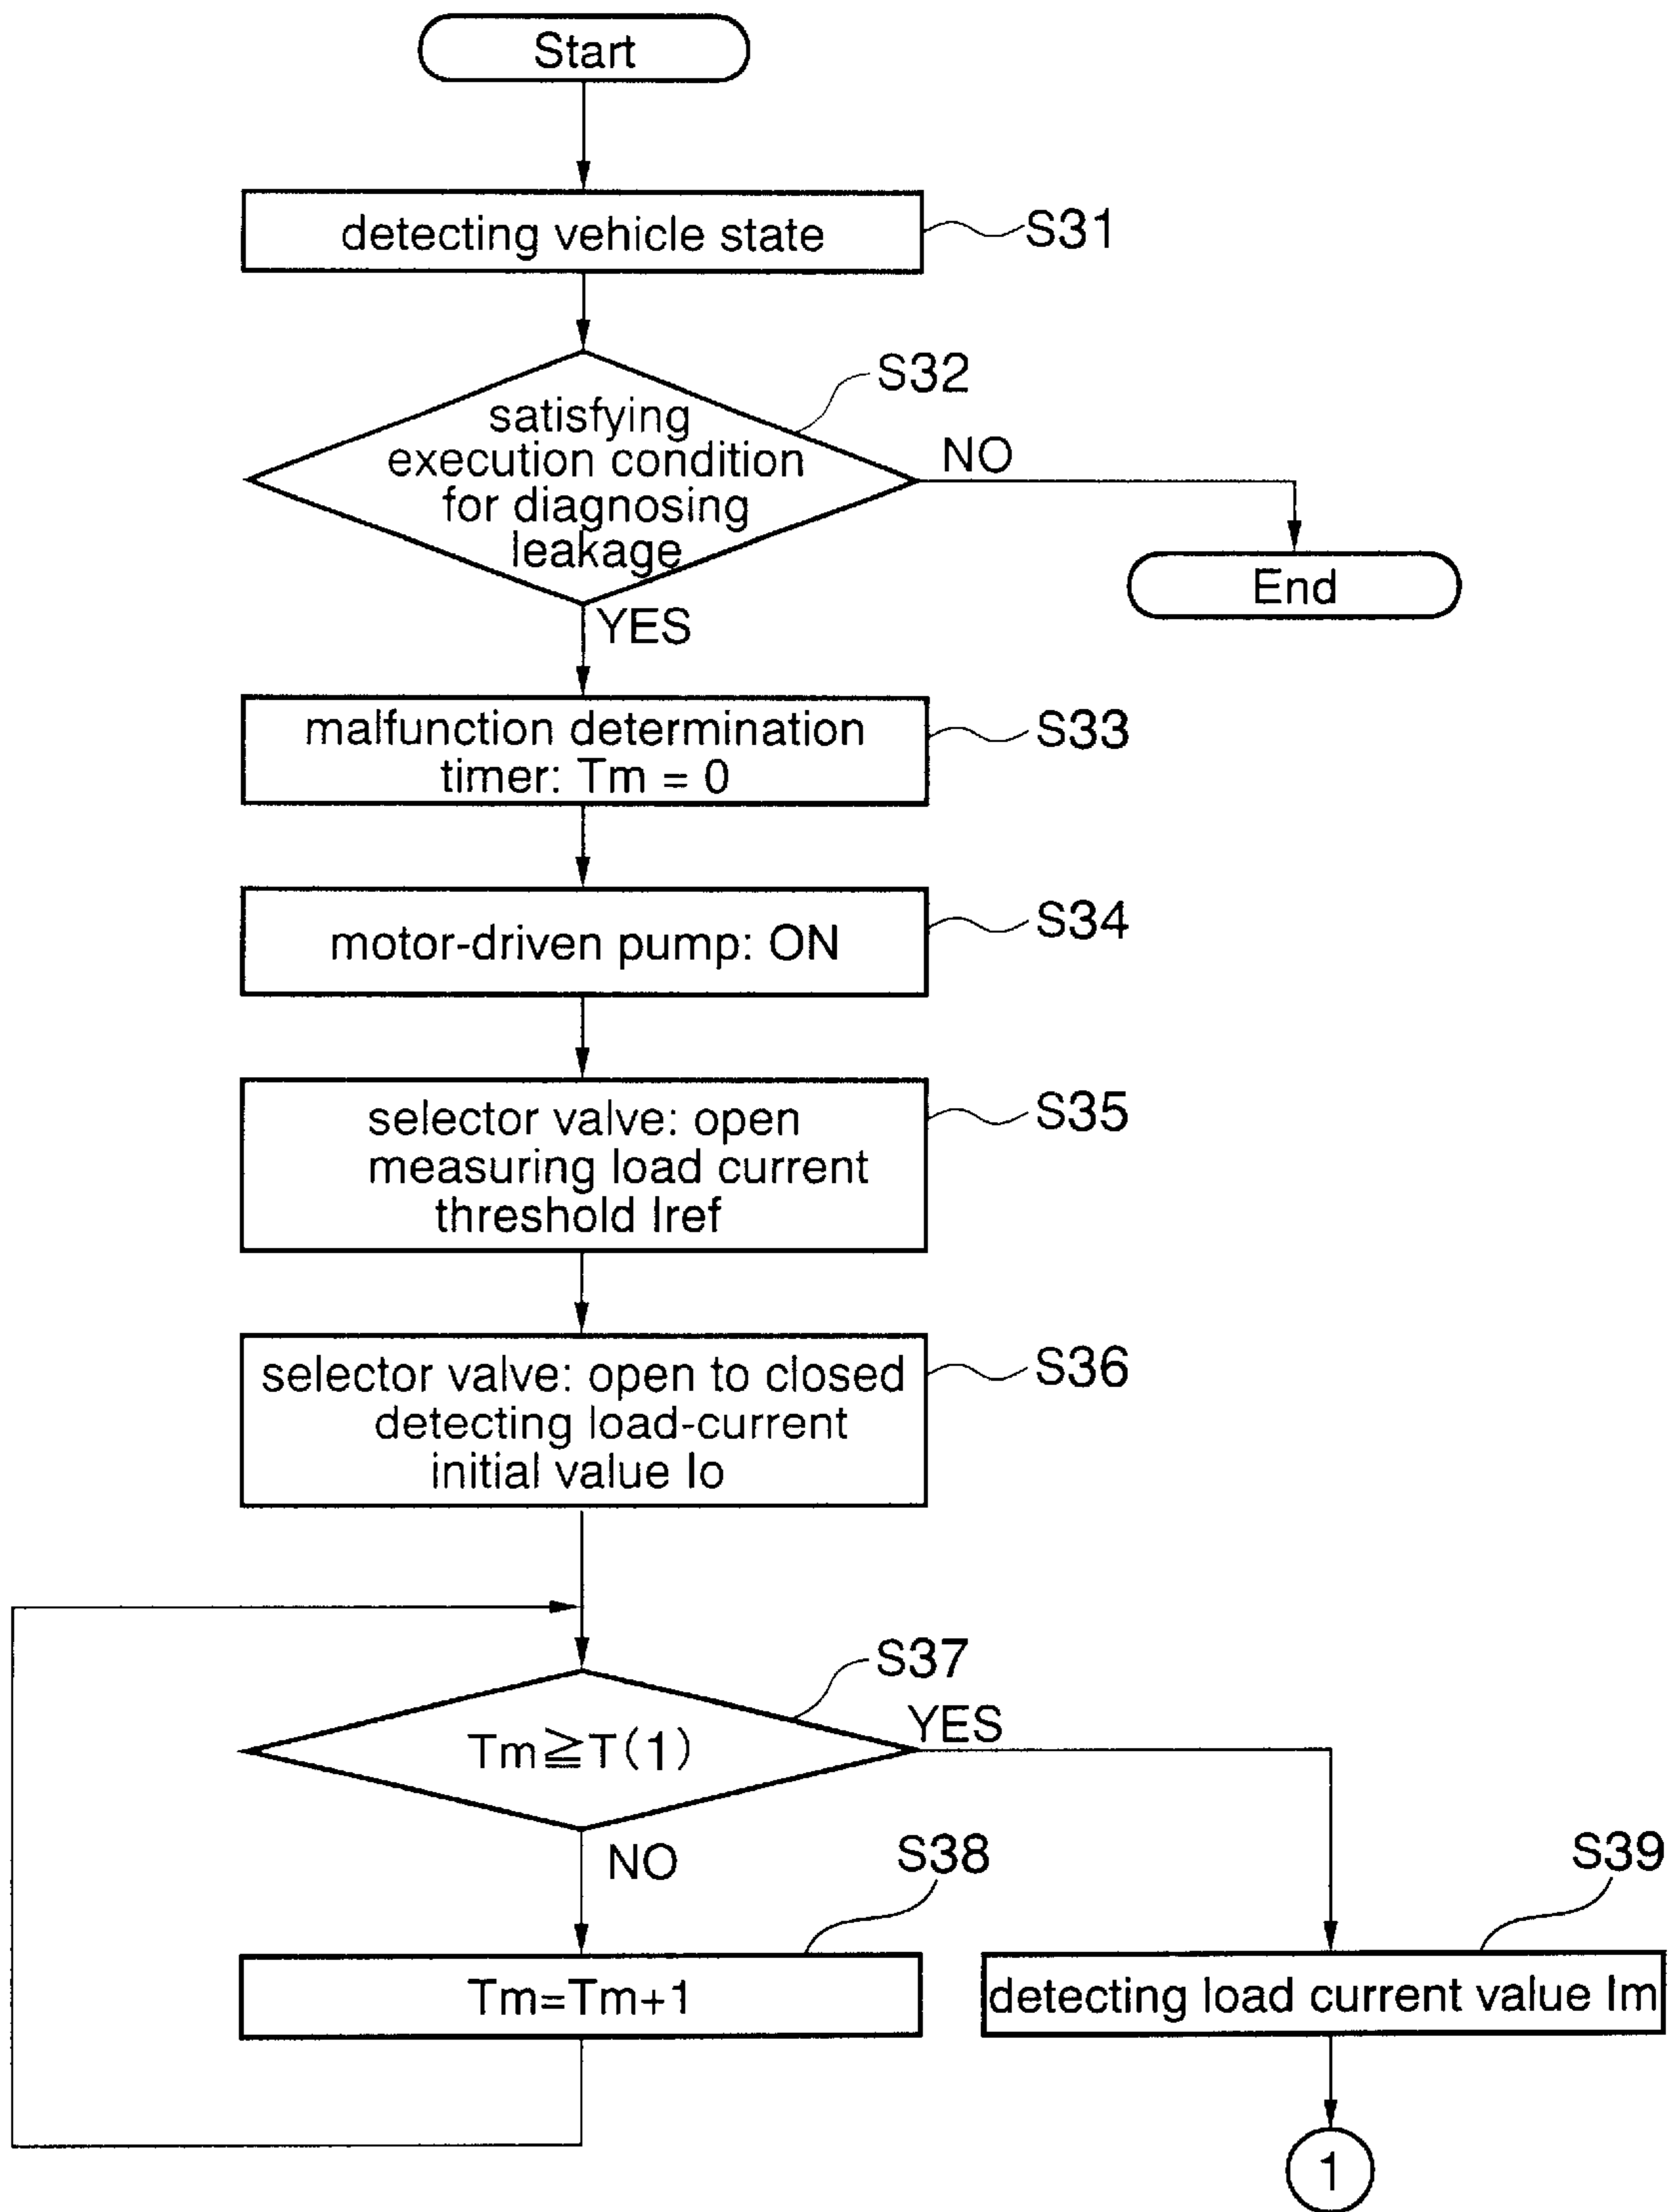 Start
detecting vehicle state
S31
S32
satisfying
execution condition
for diagnosing
leakage
NO
End
YES
malfunction determination
timer: Tm = 0
S33
motor-driven pump: ON
S34
selector valve: open
measuring load current
threshold Iref
S35
selector valve: open to closed
detecting load-current
initial value Io
S36
S37
Tm≧T(1)
YES
NO
S38
Tm=Tm+1
S39
detecting load current value Im
1